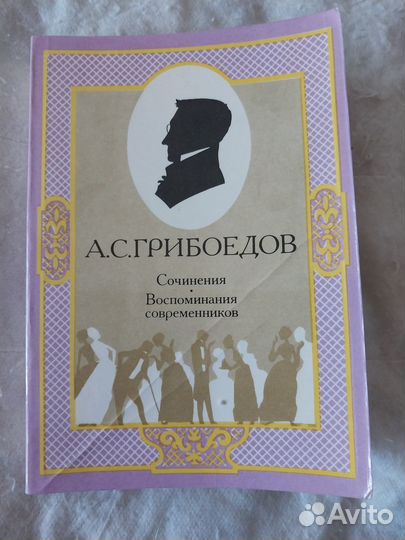 А.С.ГРИБОЕДОВ
Сочинения
•
Воспоминания
современников
Avito